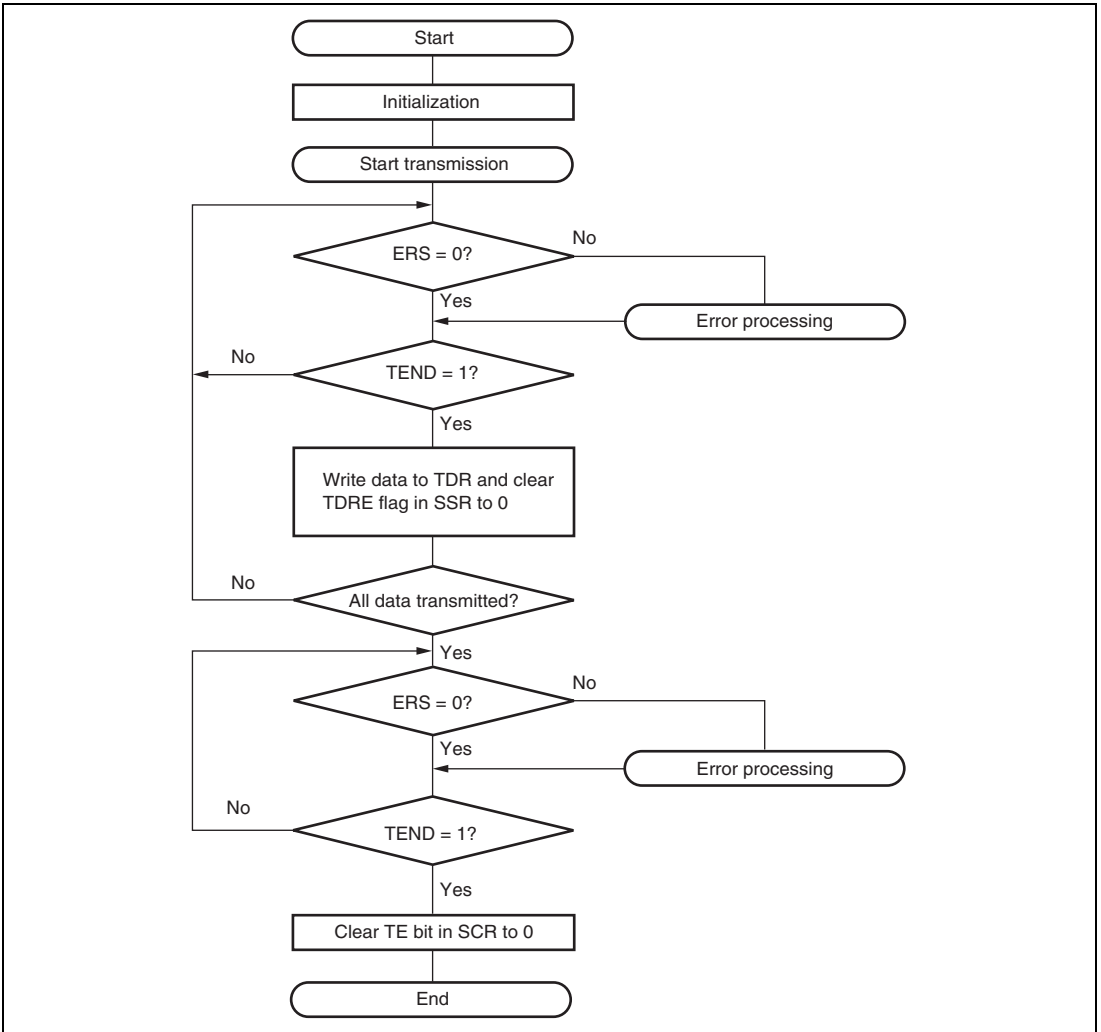 Start
Initialization
Start transmission
ERS = 0?
No
Yes
Error processing
No
TEND = 1?
Yes
Write data to TDR and clear
TDRE flag in SSR to 0
No
All data transmitted?
Yes
ERS = 0?
No
Yes
Error processing
No
TEND = 1?
Yes
Clear TE bit in SCR to 0
End